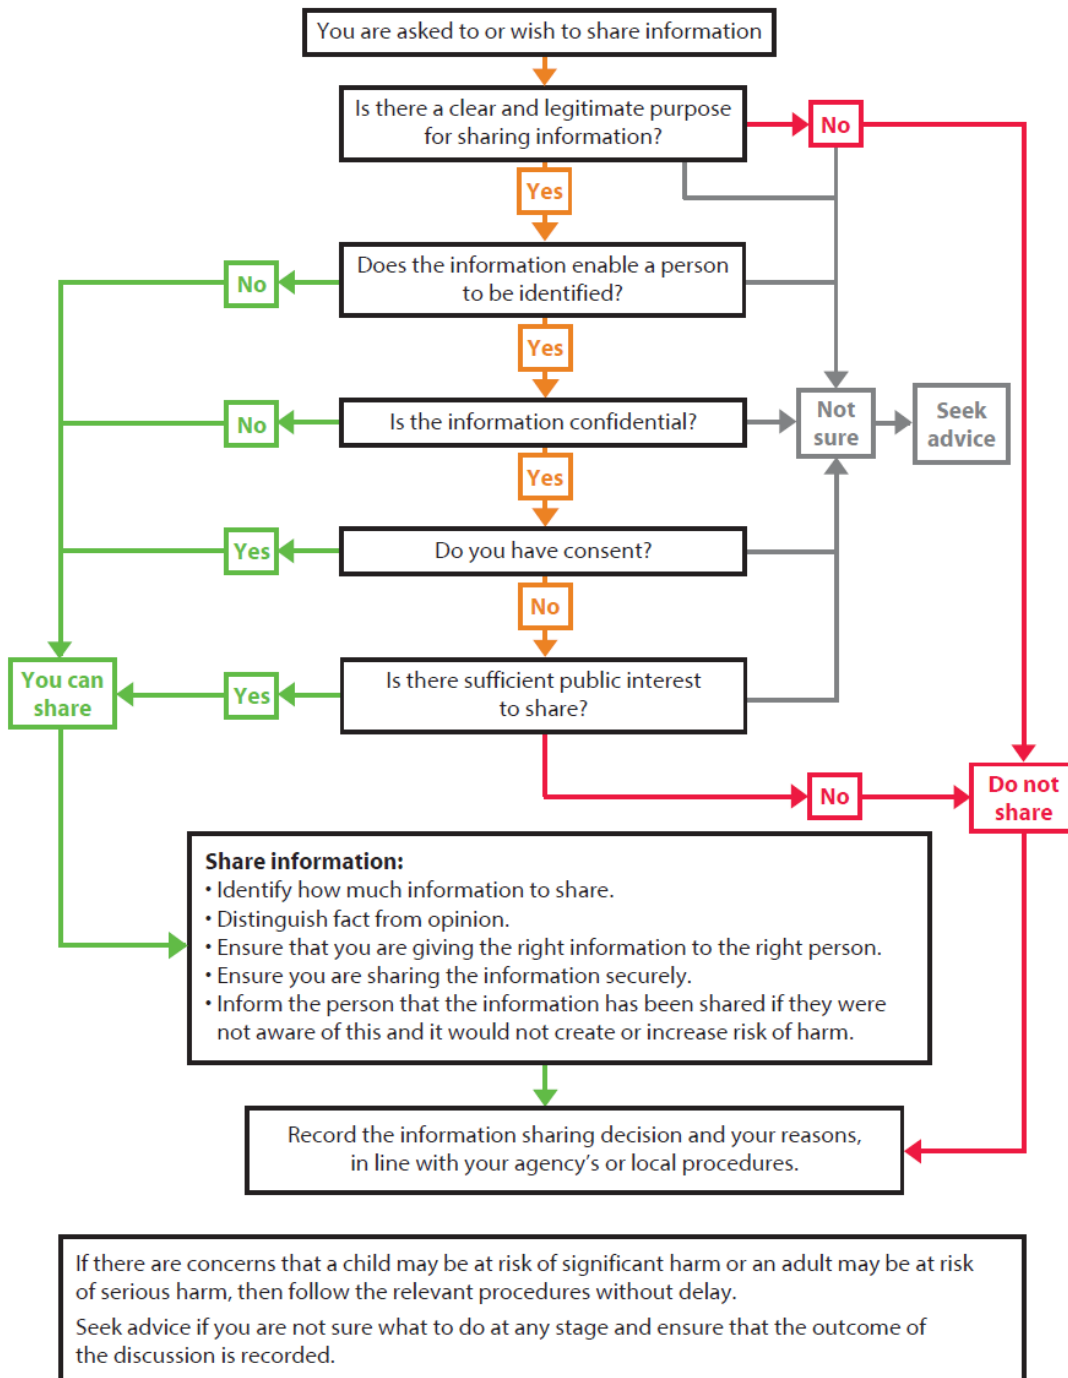 You are asked to or wish to share information
Is there a clear and legitimate purpose
for sharing information?
No
Yes
Does the information enable a person
to be identified?
No
Yes
Is the information confidential?
No
Not
sure
Seek
advice
Yes
Do you have consent?
Yes
No
Is there sufficient public interest
to share?
Yes
You can
share
No
Do not
share
Share information:
• Identify how much information to share.
• Distinguish fact from opinion.
• Ensure that you are giving the right information to the right person.
• Ensure you are sharing the information securely.
• Inform the person that the information has been shared if they were
not aware of this and it would not create or increase risk of harm.
Record the information sharing decision and your reasons,
in line with your agency’s or local procedures.
If there are concerns that a child may be at risk of significant harm or an adult may be at risk
of serious harm, then follow the relevant procedures without delay.
Seek advice if you are not sure what to do at any stage and ensure that the outcome of
the discussion is recorded.